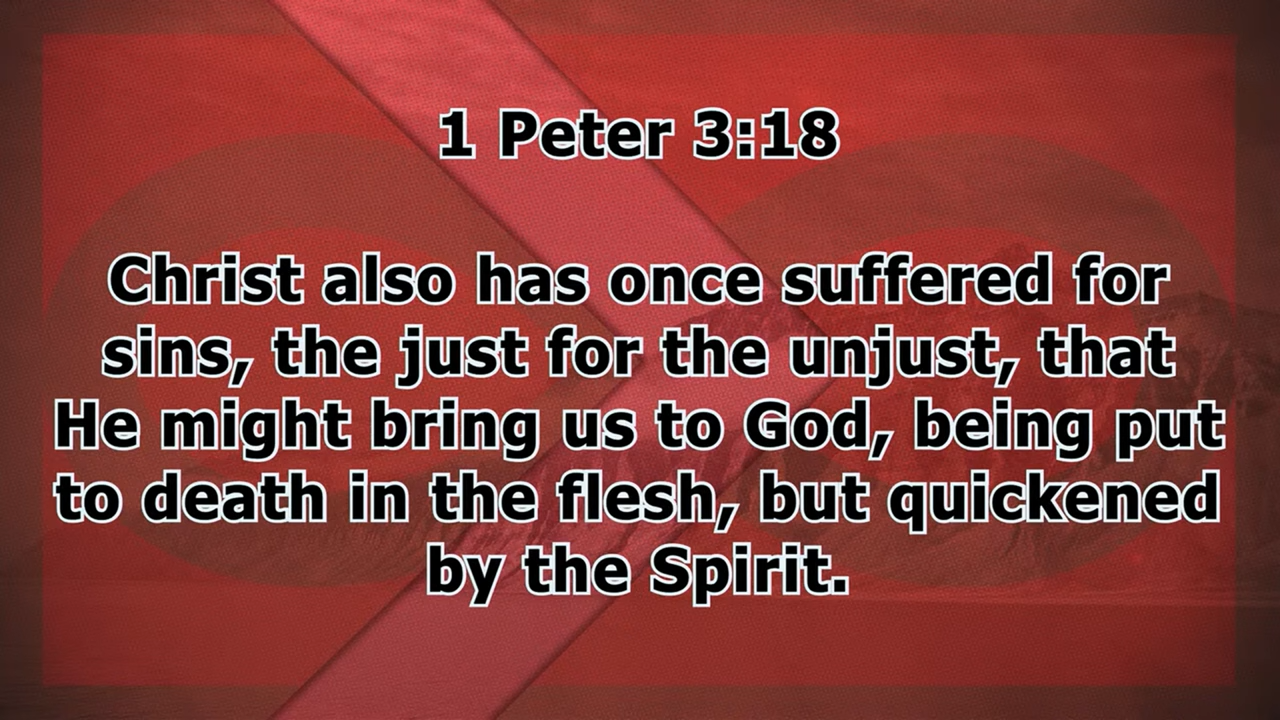 1 Peter 3:18
Christ also has once suffered for
sins, the just for the unjust, that
He might bring us to God, being put
to death in the flesh, but quickened
by the Spirit.